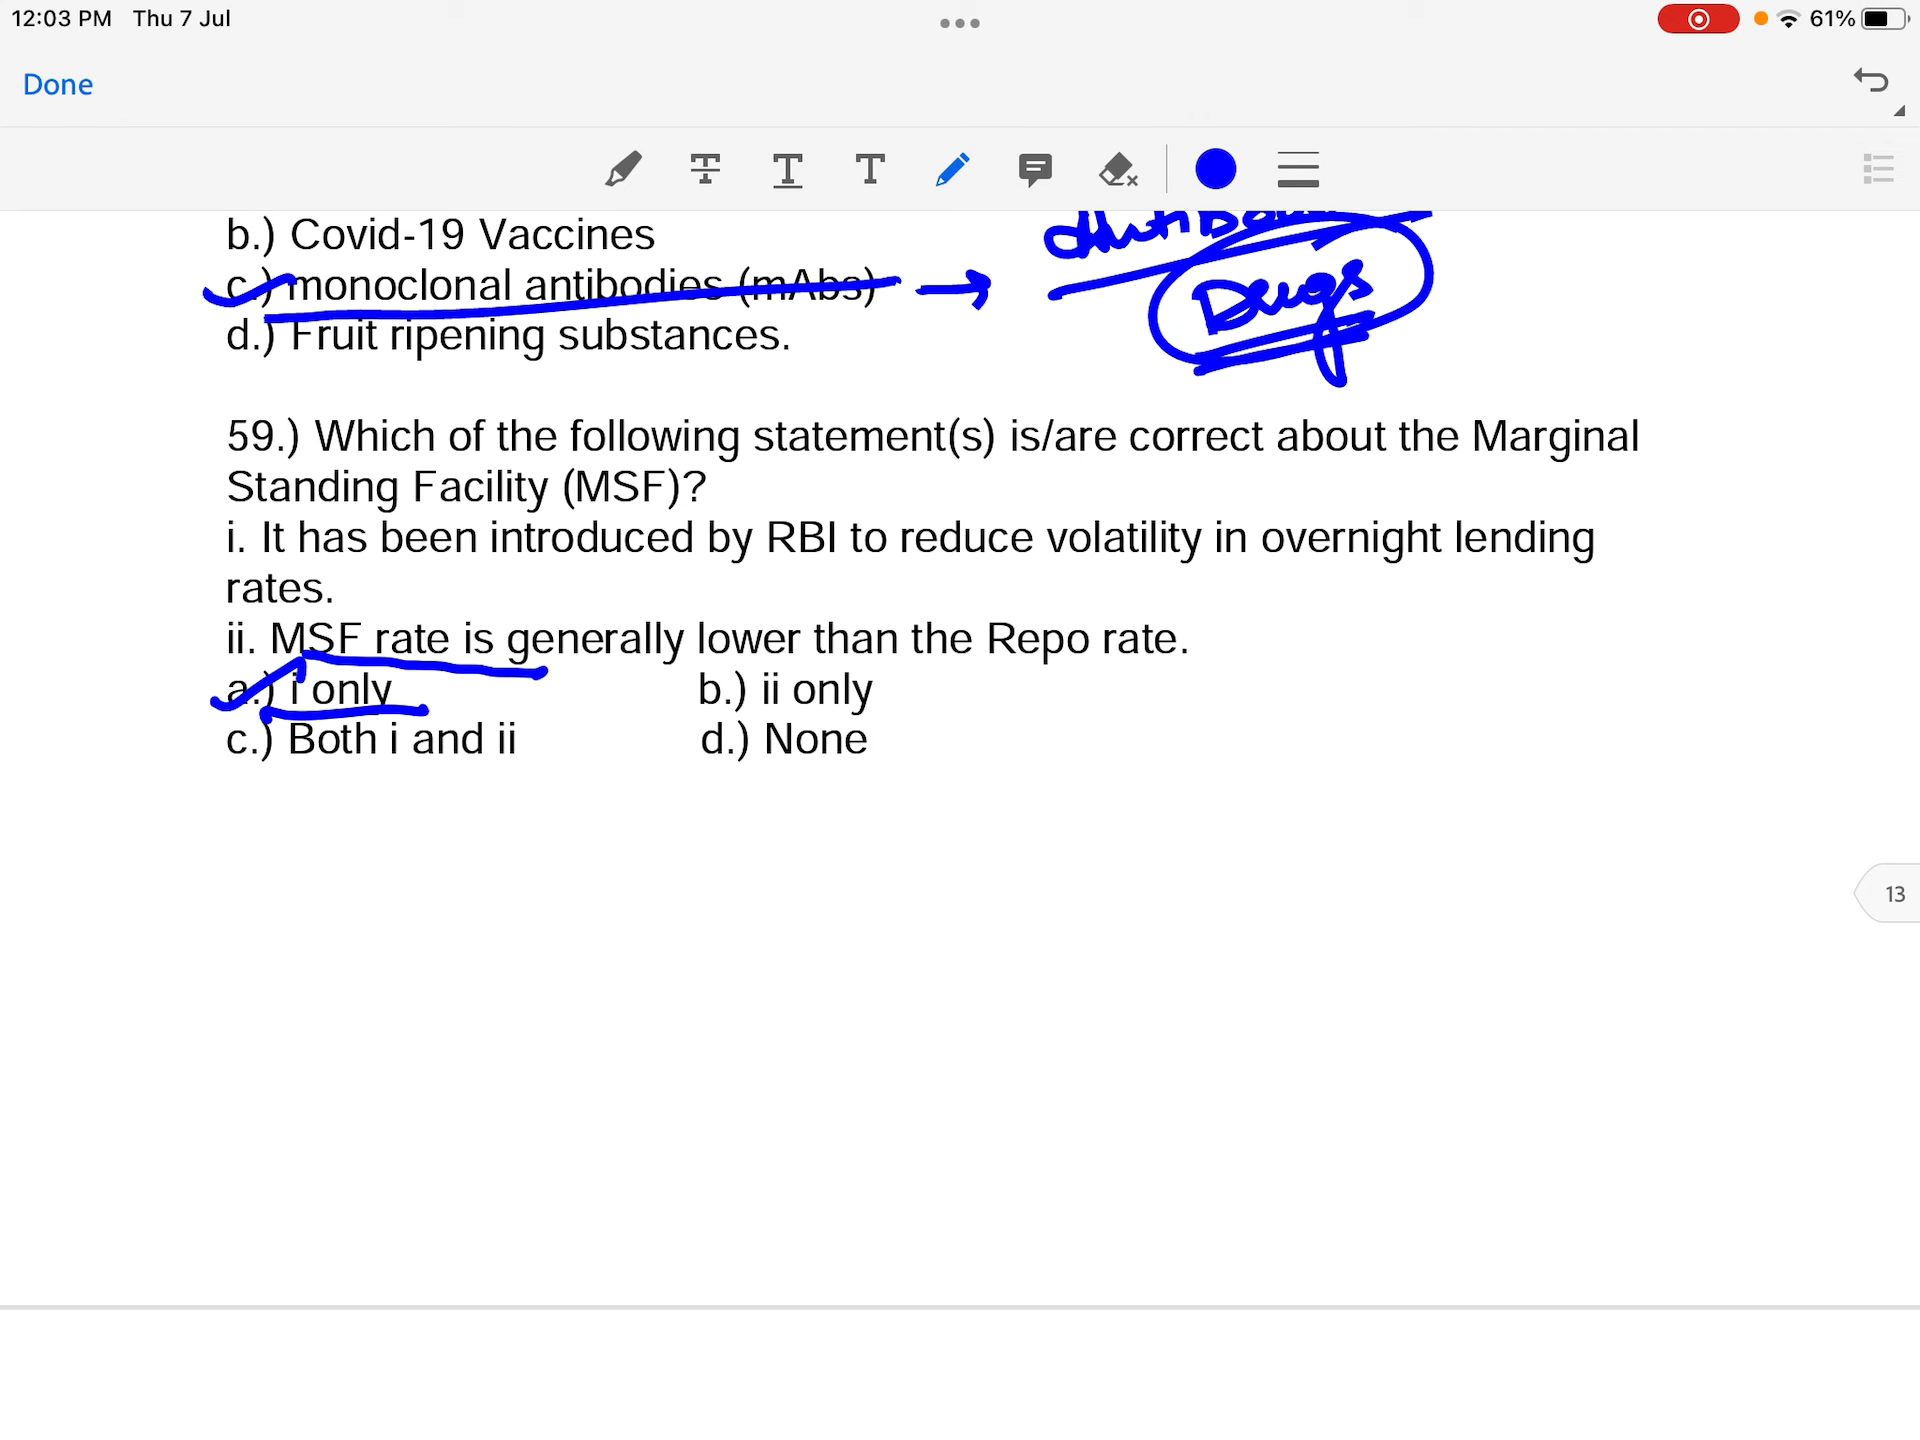 12:03 PM Thu 7 Jul
61%
Done
b.) Covid-19 Vaccines
c.) monoclonal antibodies (mAbs)
Drugs
d.) Fruit ripening substances.
59.) Which of the following statement(s) is/are correct about the Marginal
Standing Facility (MSF)?
i. It has been introduced by RBI to reduce volatility in overnight lending
rates.
ii. MSF rate is generally lower than the Repo rate.
a.) i only b.) ii only
c.) Both i and ii d.) None
13